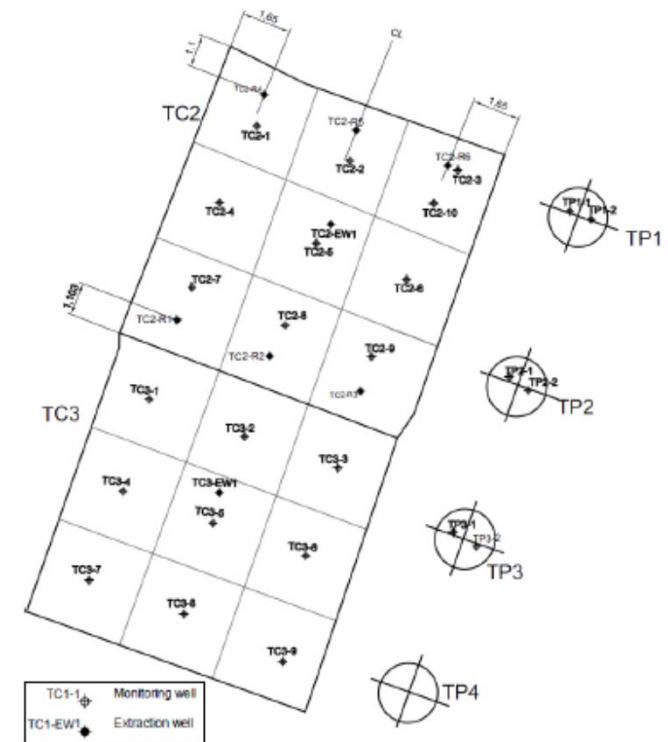 1.65
CL
1.1
TC2-R4
TC2
TC2-1
TC2-R5
TC2-2
1.65
TC2-R6
TC2-3
TC2-4
TC2-10
TC2-EW1
TC2-5
TP1-1
TP1-2
TP1
TC2-7
TC2-6
1.103
TC2-R1
TC2-8
TC2-R2
TC2-9
TC2-R3
TP2-1
TP2-2
TP2
TC3-1
TC3
TC3-2
TC3-3
TC3-4
TC3-EW1
TC3-5
TC3-6
TP3-1
TP3-2
TP3
TC3-7
TC3-8
TC3-9
TP4
TC1-1 Monitoring well
TC1-EW1 Extraction well